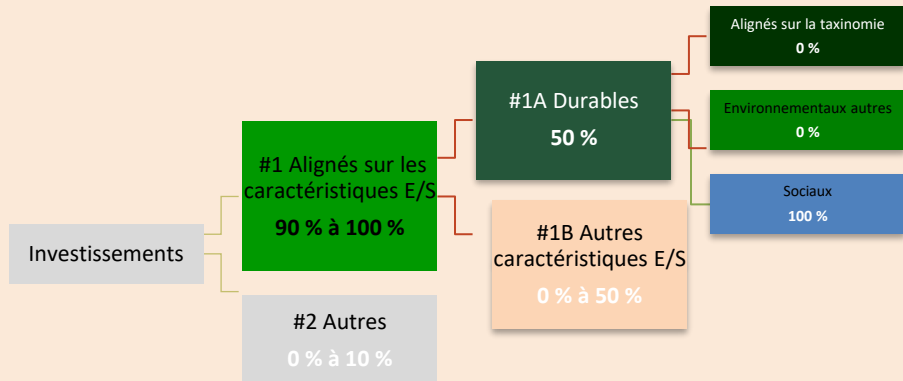 Investissements
#1 Alignés sur les
caractéristiques E/S
90 % à 100 %
#2 Autres
0 % à 10 %
#1A Durables
50 %
#1B Autres
caractéristiques E/S
0 % à 50 %
Alignés sur la taxinomie
0 %
Environnementaux autres
0 %
Sociaux
100 %